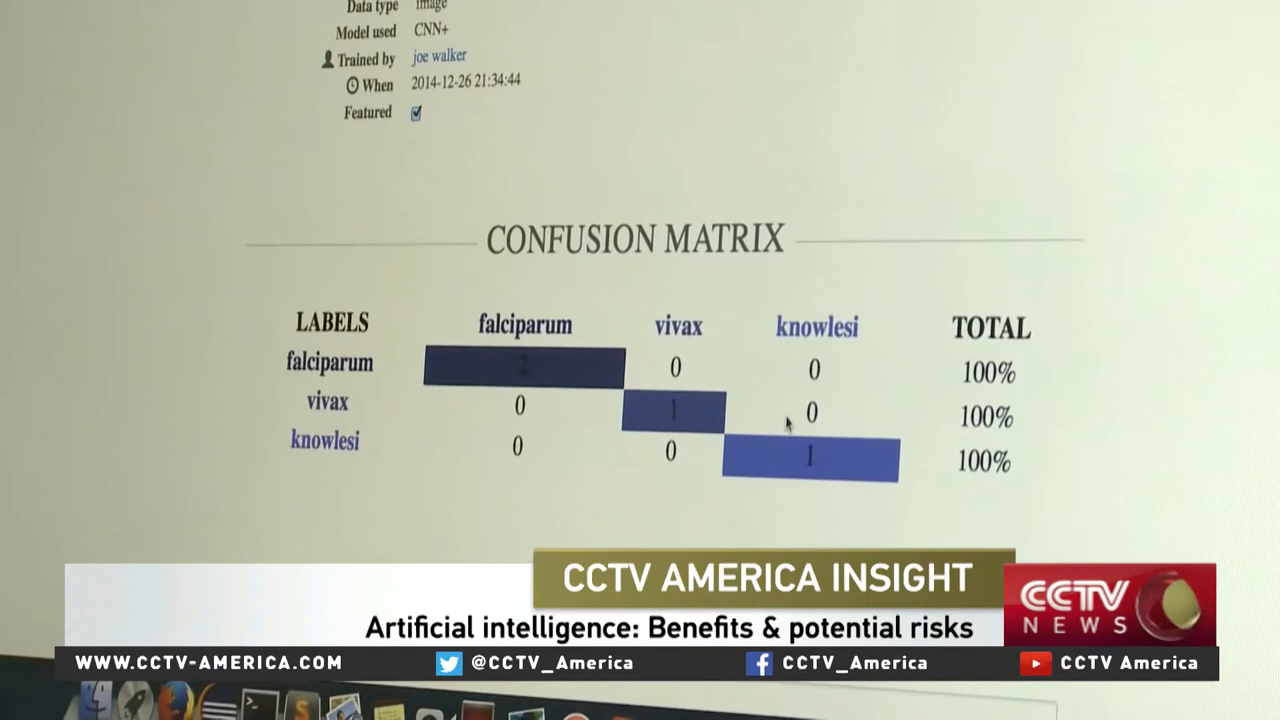 Data type image
Model used CNN+
Trained by joe walker
When 2014-12-26 21:34:44
Featured
CONFUSION MATRIX
LABELS falciparum vivax knowlesi TOTAL
falciparum 2 0 0 100%
vivax 0 1 0 100%
knowlesi 0 0 1 100%
CCTV AMERICA INSIGHT
Artificial intelligence: Benefits & potential risks
CCTV
NEWS
WWW.CCTV-AMERICA.COM @CCTV_America CCTV_America CCTV America